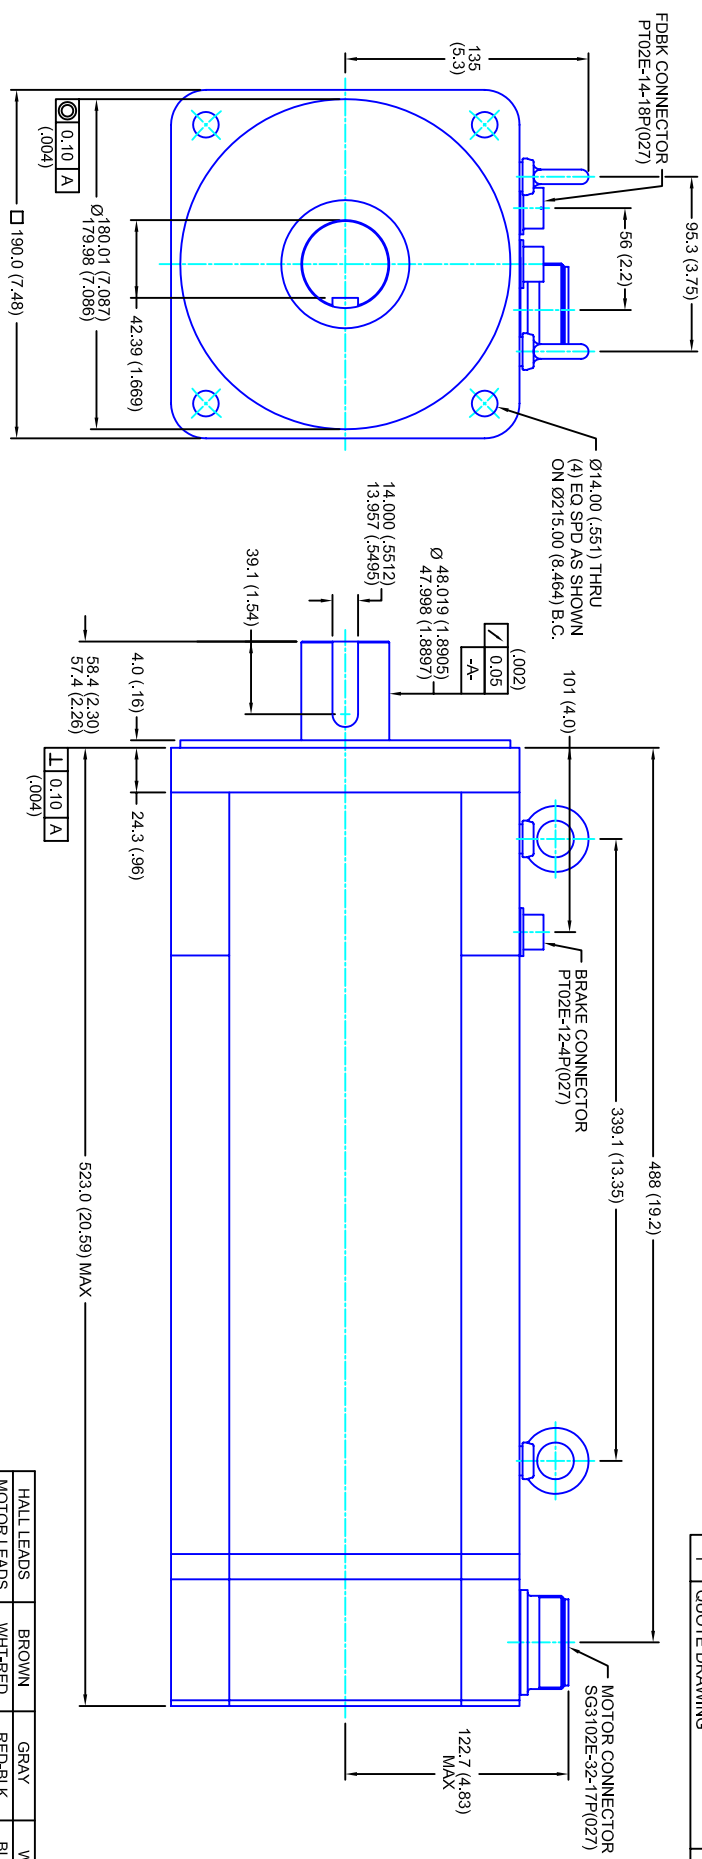 FDBK CONNECTOR
PT02E-14-18P(027)
95.3 (3.75)
56 (2.2)
135
(5.3)
Ø14.00 (.551) THRU
(4) EQ SPD AS SHOWN
ON Ø215.00 (8.464) B.C.
42.39 (1.669)
Ø180.01 (7.087)
179.98 (7.086)
0.10 A
(.004)
□ 190.0 (7.48)
488 (19.2)
339.1 (13.35)
101 (4.0)
BRAKE CONNECTOR
PT02E-12-4P(027)
MOTOR CONNECTOR
SG3102E-32-17P(027)
122.7 (4.83)
MAX
(.002)
0.05
-A-
Ø 48.019 (1.8905)
47.998 (1.8897)
14.000 (.5512)
13.957 (.5495)
39.1 (1.54)
4.0 (.16)
24.3 (.96)
58.4 (2.30)
57.4 (2.26)
⊥ 0.10 A
(.004)
523.0 (20.59) MAX
QUOTE DRAWING
HALL LEADS BROWN GRAY
MOTOR LEADS WHT-RED RED-BLK